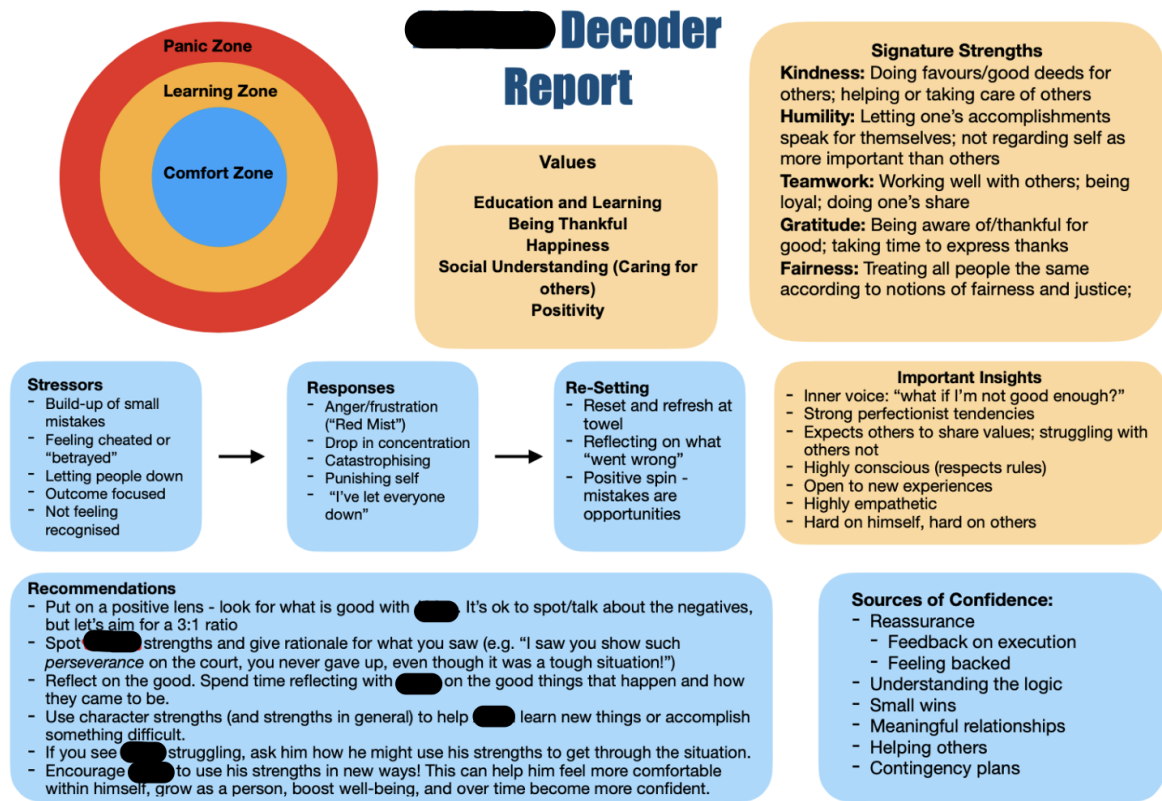 Decoder
Report
Panic Zone
Learning Zone
Comfort Zone
Values
Education and Learning
Being Thankful
Happiness
Social Understanding (Caring for
others)
Positivity
Signature Strengths
Kindness: Doing favours/good deeds for
others; helping or taking care of others
Humility: Letting one's accomplishments
speak for themselves; not regarding self as
more important than others
Teamwork: Working well with others; being
loyal; doing one's share
Gratitude: Being aware of/thankful for
good; taking time to express thanks
Fairness: Treating all people the same
according to notions of fairness and justice;
Stressors
- Build-up of small
mistakes
- Feeling cheated or
"betrayed"
- Letting people down
- Outcome focused
- Not feeling
recognised
Responses
- Anger/frustration
("Red Mist")
- Drop in concentration
- Catastrophising
- Punishing self
- "I've let everyone
down"
Re-Setting
- Reset and refresh at
towel
- Reflecting on what
"went wrong"
- Positive spin -
mistakes are
opportunities
Important Insights
- Inner voice: "what if I'm not good enough?"
- Strong perfectionist tendencies
- Expects others to share values; struggling with
others not
- Highly conscious (respects rules)
- Open to new experiences
- Highly empathetic
- Hard on himself, hard on others
Recommendations
- Put on a positive lens - look for what is good with . It's ok to spot/talk about the negatives,
but let's aim for a 3:1 ratio
- Spot strengths and give rationale for what you saw (e.g. "I saw you show such
perseverance on the court, you never gave up, even though it was a tough situation!")
- Reflect on the good. Spend time reflecting with on the good things that happen and how
they came to be.
- Use character strengths (and strengths in general) to help learn new things or accomplish
something difficult.
- If you see struggling, ask him how he might use his strengths to get through the situation.
- Encourage to use his strengths in new ways! This can help him feel more comfortable
within himself, grow as a person, boost well-being, and over time become more confident.
Sources of Confidence:
- Reassurance
- Feedback on execution
- Feeling backed
- Understanding the logic
- Small wins
- Meaningful relationships
- Helping others
- Contingency plans